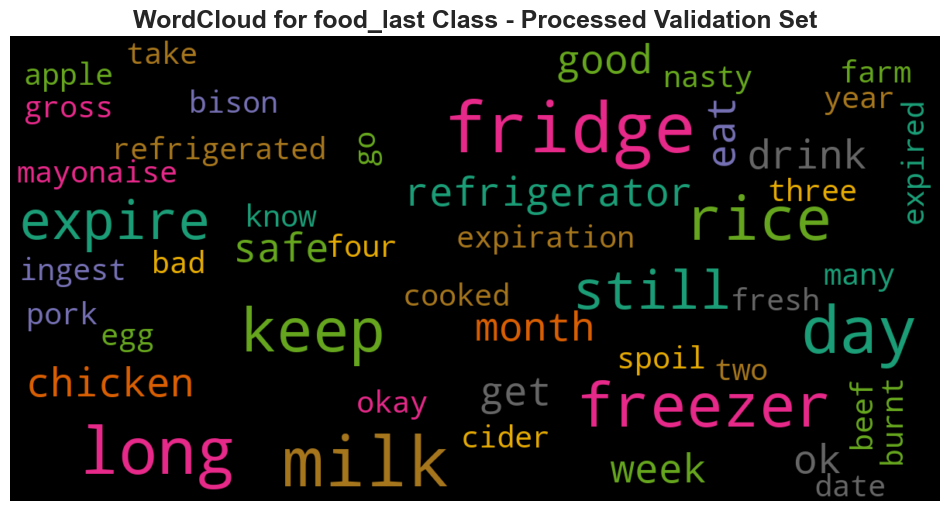 WordCloud for food_last Class - Processed Validation Set
take
good
apple
nasty
farm
gross
bison
year
fridge
eat
expired
refrigerated
go
drink
mayonaise
refrigerator
three
expire
know
rice
safe
four
expiration
ingest
bad
still
many
cooked
fresh
pork
egg
keep
month
day
spoil
two
chicken
okay
get
freezer
beef
burnt
long
milk
cider
week
ok
date